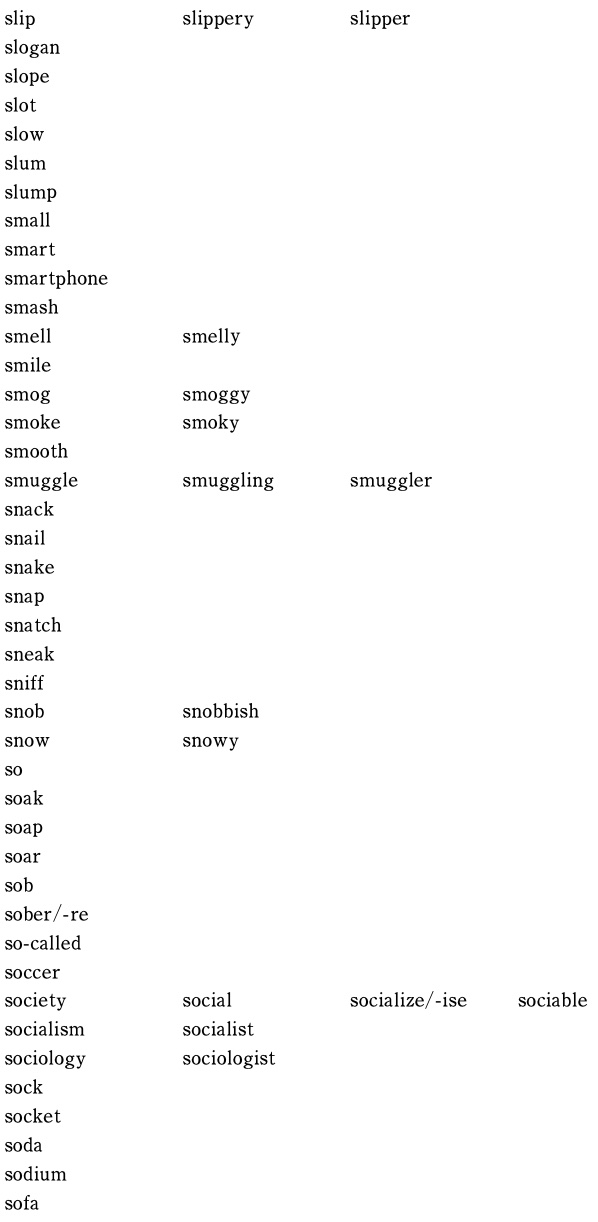 slip slippery slipper
slogan
slope
slot
slow
slum
slump
small
smart
smartphone
smash
smell smelly
smile
smog smoggy
smoke smoky
smooth
smuggle smuggling smuggler
snack
snail
snake
snap
snatch
sneak
sniff
snob snobbish
snow snowy
so
soak
soap
soar
sob
sober/-re
so-called
soccer
society social socialize/-ise sociable
socialism socialist
sociology sociologist
sock
socket
soda
sodium
sofa